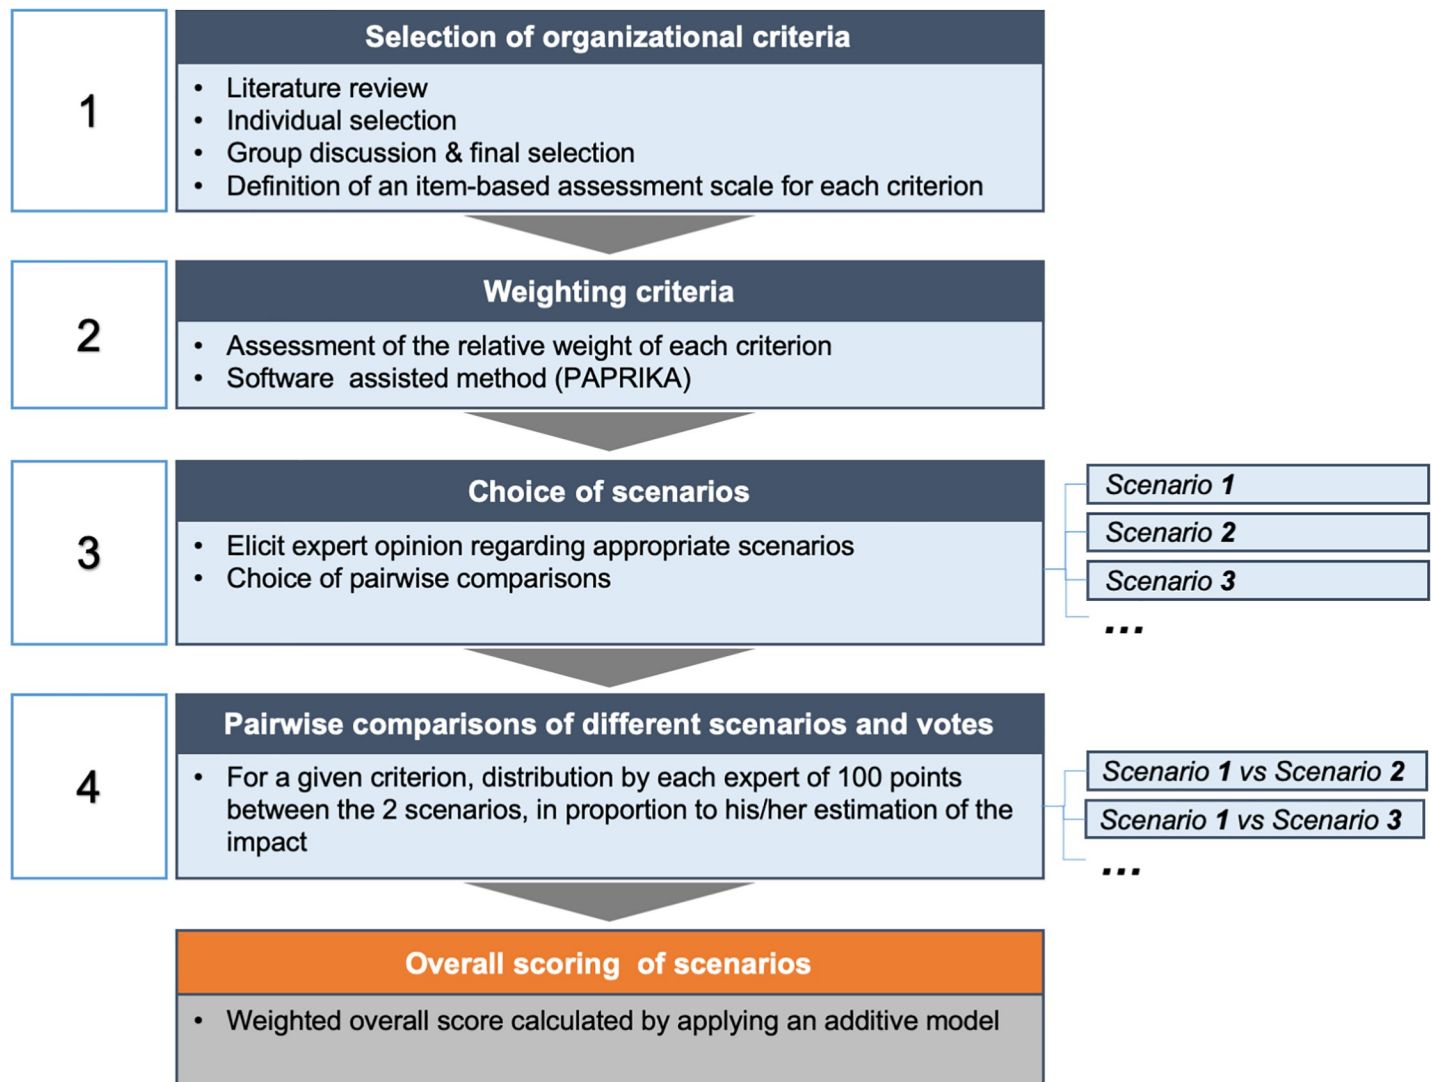 1
Selection of organizational criteria
• Literature review
• Individual selection
• Group discussion & final selection
• Definition of an item-based assessment scale for each criterion
2
Weighting criteria
• Assessment of the relative weight of each criterion
• Software assisted method (PAPRIKA)
3
Choice of scenarios
• Elicit expert opinion regarding appropriate scenarios
• Choice of pairwise comparisons
Scenario 1
Scenario 2
Scenario 3
...
4
Pairwise comparisons of different scenarios and votes
• For a given criterion, distribution by each expert of 100 points
between the 2 scenarios, in proportion to his/her estimation of the
impact
Scenario 1 vs Scenario 2
Scenario 1 vs Scenario 3
...
Overall scoring of scenarios
• Weighted overall score calculated by applying an additive model